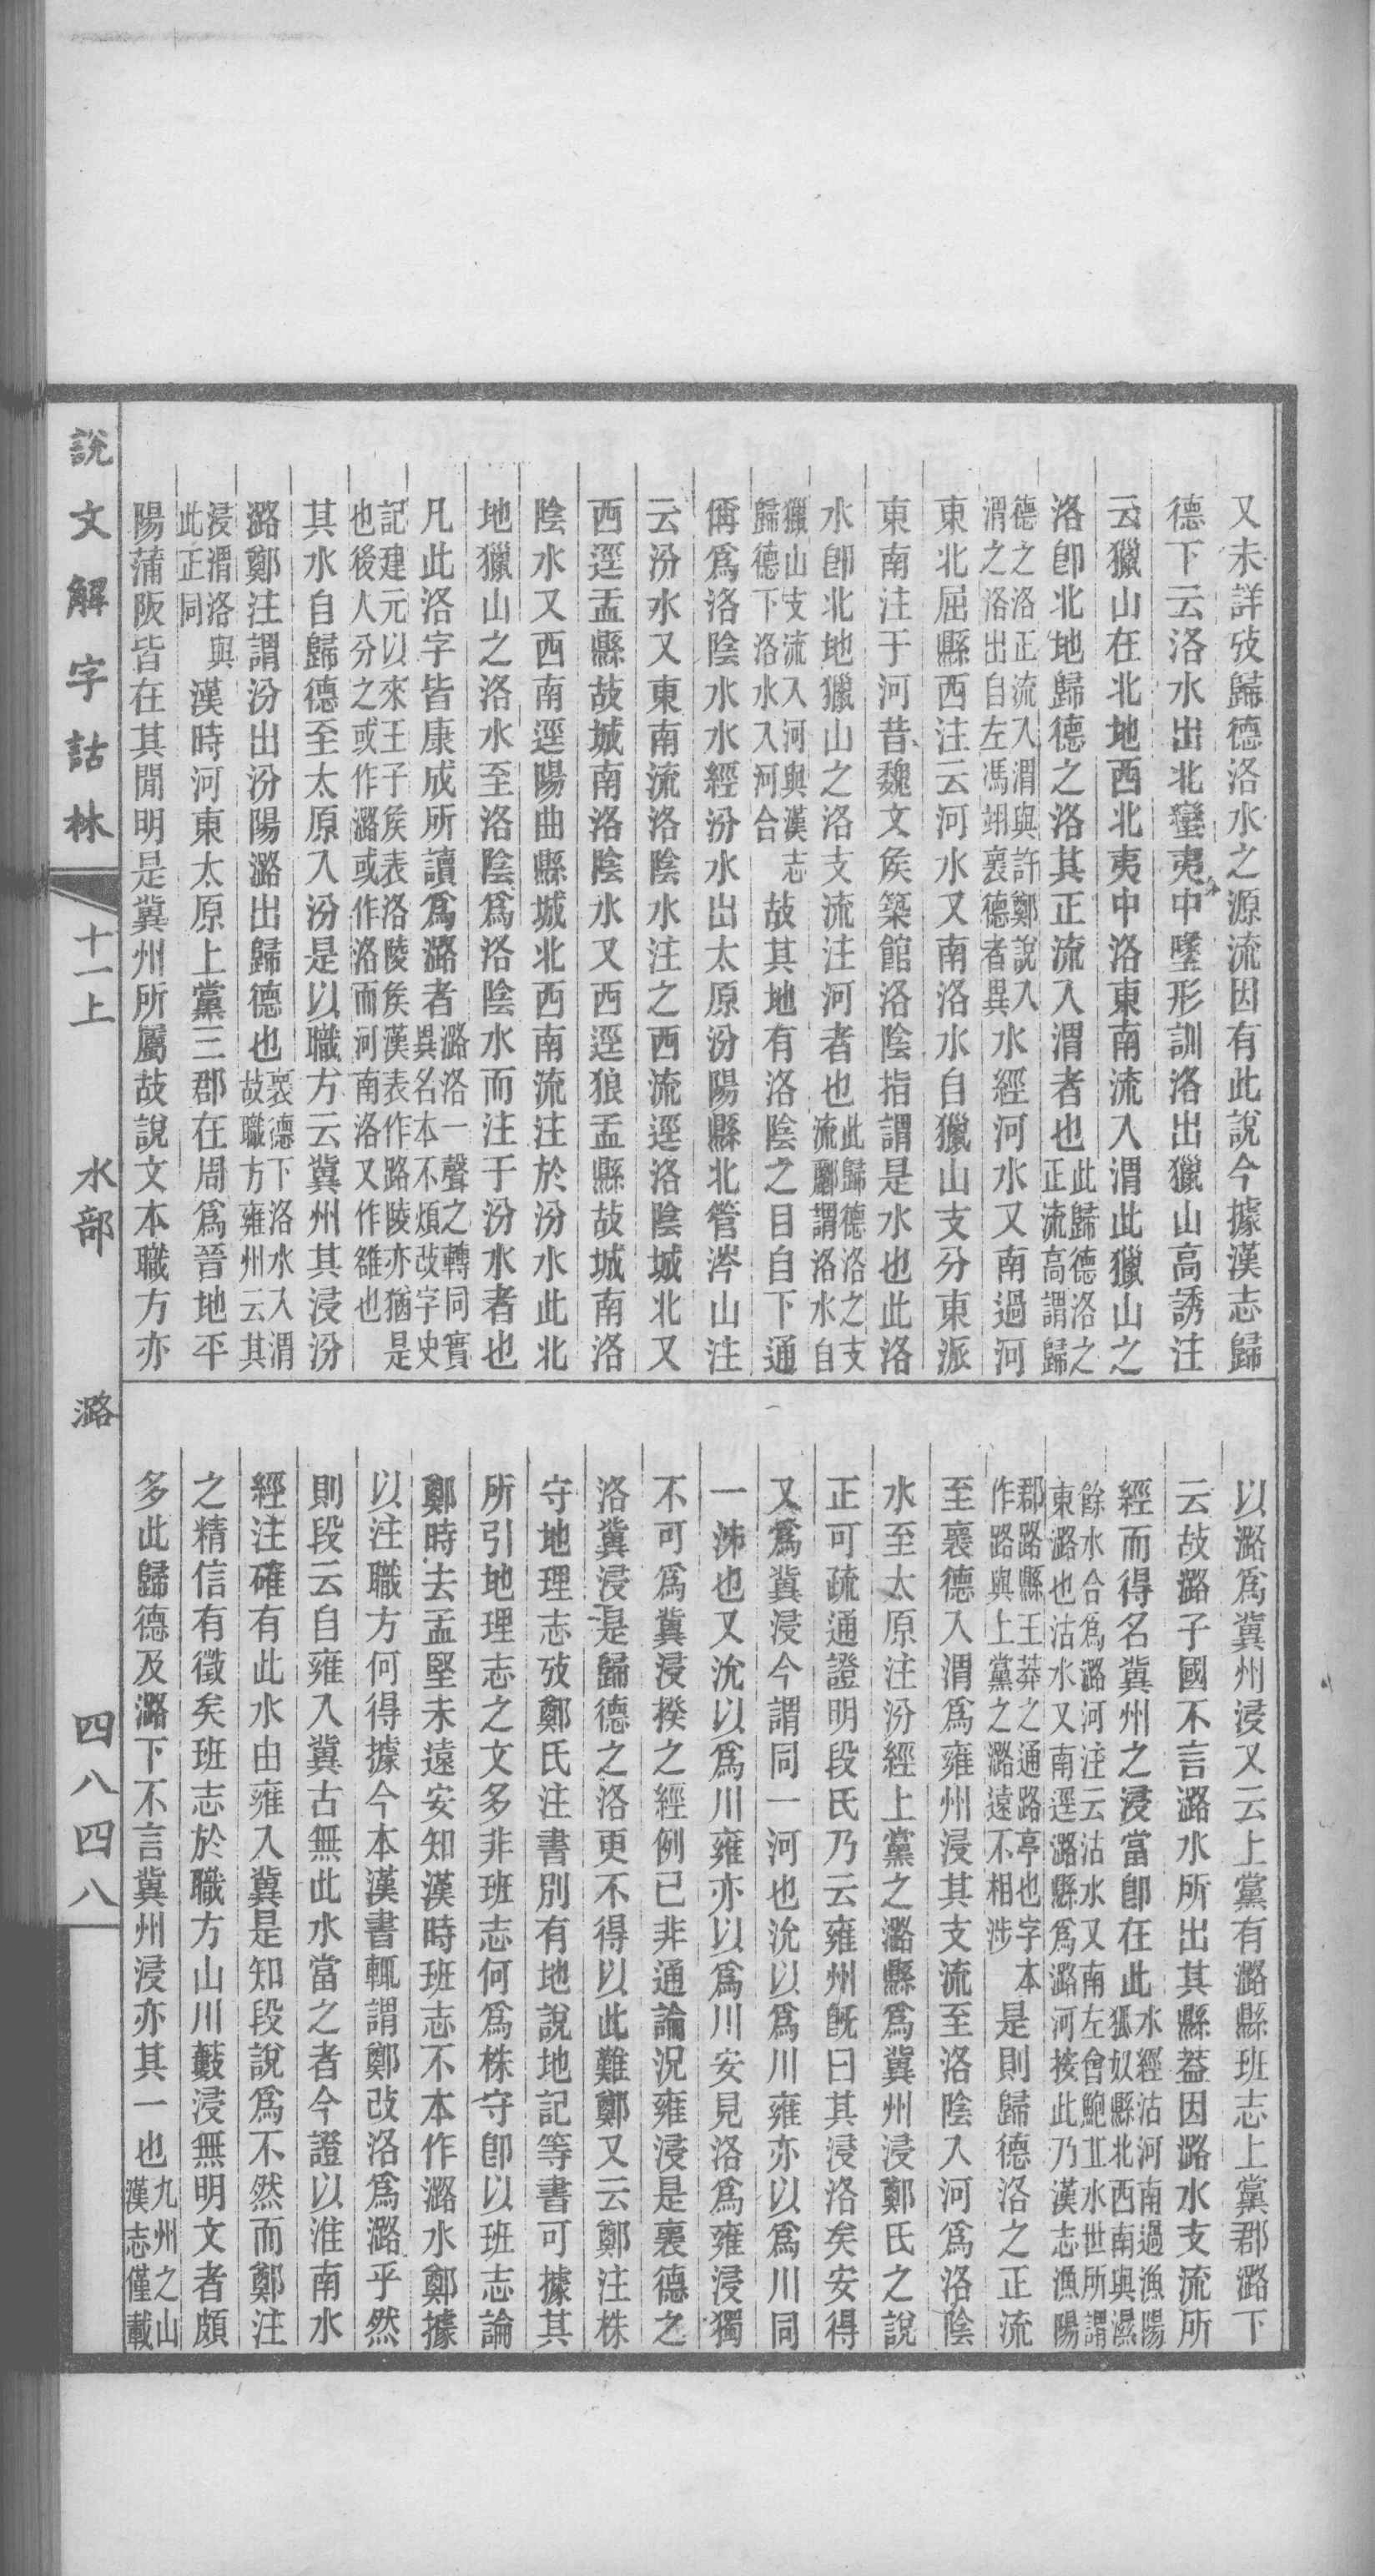 又未詳攷歸德洛水之源流因有此說今據漢志歸
德下云洛水出北蠻夷中墬形訓洛出獵山高誘注
云獵山在北地西北夷中洛東南流入渭此獵山之
洛卽北地歸德之洛其正流入渭者也此歸德洛之正流高謂歸
德之洛正流入渭與許鄭說入渭之洛出自左馮翊褱德者異水經河水又南過河
東北屈縣西注云河水又南洛水自獵山支分東派
東南注于河昔魏文矦築館洛陰指謂是水也此洛
水卽北地獵山之洛支流注河者也此歸德洛之支流酈謂洛水自
獵山支流入河與漢志歸德下洛水入河合故其地有洛陰之目自下通
偁爲洛陰水水經汾水出太原汾陽縣北管涔山注
云汾水又東南流洛陰水注之西流逕洛陰城北又
西逕盂縣故城南洛陰水又西逕狼孟縣故城南洛
陰水又西南逕陽曲縣城北西南流注於汾水此北
地獵山之洛水至洛陰爲洛陰水而注于汾水者也
凡此洛字皆康成所讀爲潞者潞洛一聲之轉同實異名本不煩改字史
記建元以來王子矦表洛陵矦漢表作路陵亦猶是也後人分之或作潞或作洛而河南洛又作雒也
其水自歸德至太原入汾是以職方云冀州其浸汾
潞鄭注謂汾出汾陽潞出歸德也褱德下洛水入渭故職方雍州云其
浸渭洛與此正同漢時河東太原上黨三郡在周爲晉地平
陽蒲阪皆在其閒明是冀州所屬故說文本職方亦
以潞爲冀州浸又云上黨有潞縣班志上黨郡潞下
云故潞子國不言潞水所出其縣葢因潞水支流所
經而得名冀州之浸當卽在此水經沽河南過漁陽狐奴縣北西南與濕
餘水合爲潞河注云沽水又南左會鮑丘水世所謂東潞也沽水又南逕潞縣爲潞河按此乃漢志漁陽
郡路縣王莽之通路亭也字本作路與上黨之潞遠不相涉是則歸德洛之正流
至褱德入渭爲雍州浸其支流至洛陰入河爲洛陰
水至太原注汾經上黨之潞縣爲冀州浸鄭氏之說
正可疏通證明段氏乃云雍州旣曰其浸洛矣安得
又爲冀浸今謂同一河也沇以爲川雍亦以爲川同
一泲也又沇以爲川雍亦以爲川安見洛爲雍浸獨
不可爲冀浸揆之經例已非通論況雍浸是褱德之
洛冀浸是歸德之洛更不得以此難鄭又云鄭注株
守地理志攷鄭氏注書別有地說地記等書可據其
所引地理志之文多非班志何爲株守卽以班志論
鄭時去孟堅未遠安知漢時班志不本作潞水鄭據
以注職方何得據今本漢書輒謂鄭改洛爲潞乎然
則段云自雍入冀古無此水當之者今證以淮南水
經注確有此水由雍入冀是知段說爲不然而鄭注
之精信有徵矣班志於職方山川藪浸無明文者頗
多此歸德及潞下不言冀州浸亦其一也九州之山漢志僅載
說文解字詁林 十一上 水部 潞 四八四八